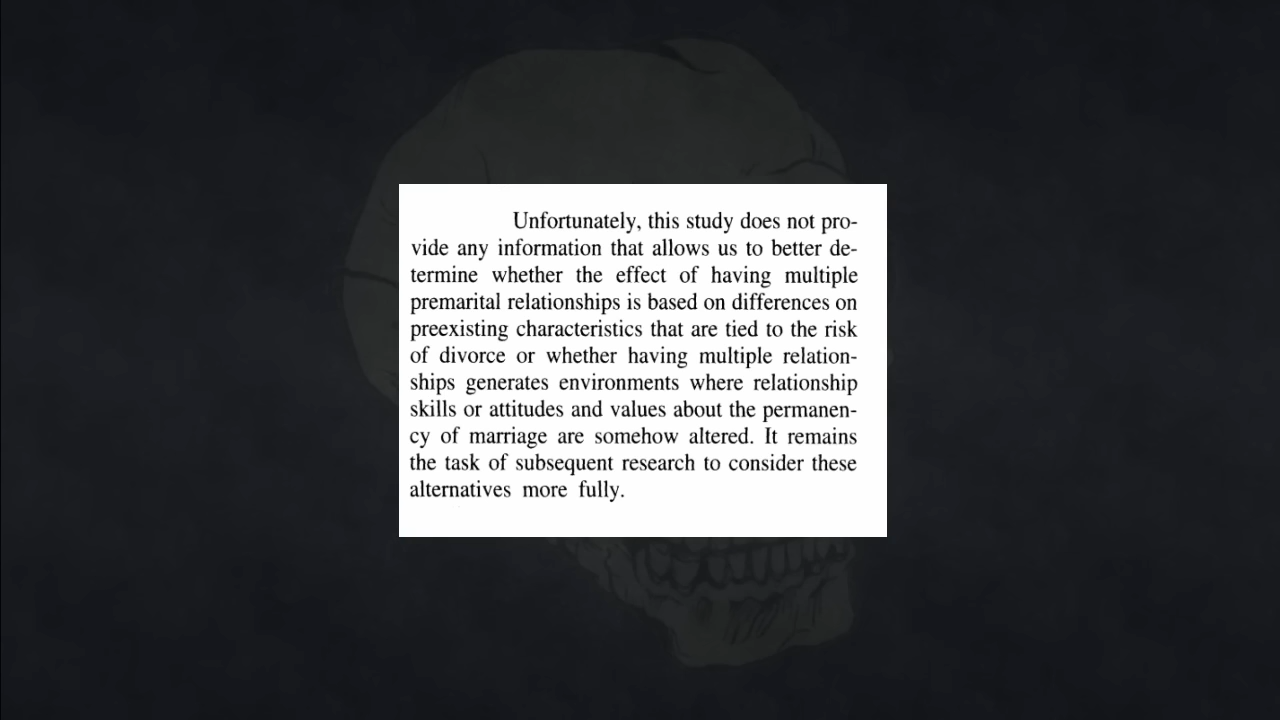 Unfortunately, this study does not pro-
vide any information that allows us to better de-
termine whether the effect of having multiple
premarital relationships is based on differences on
preexisting characteristics that are tied to the risk
of divorce or whether having multiple relation-
ships generates environments where relationship
skills or attitudes and values about the permanen-
cy of marriage are somehow altered. It remains
the task of subsequent research to consider these
alternatives more fully.